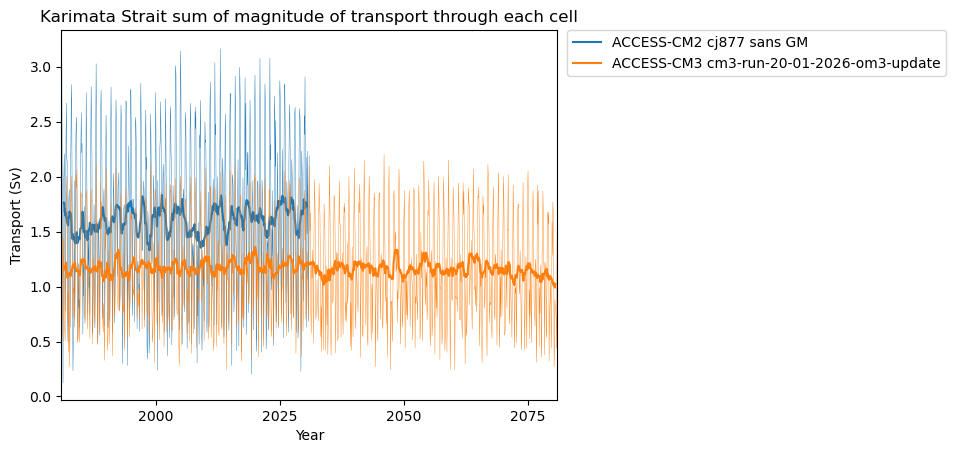 Karimata Strait sum of magnitude of transport through each cell
ACCESS-CM2 cj877 sans GM
ACCESS-CM3 cm3-run-20-01-2026-om3-update
Transport (Sv)
3.0
2.5
2.0
1.5
1.0
0.5
0.0
2000
2025
2050
2075
Year